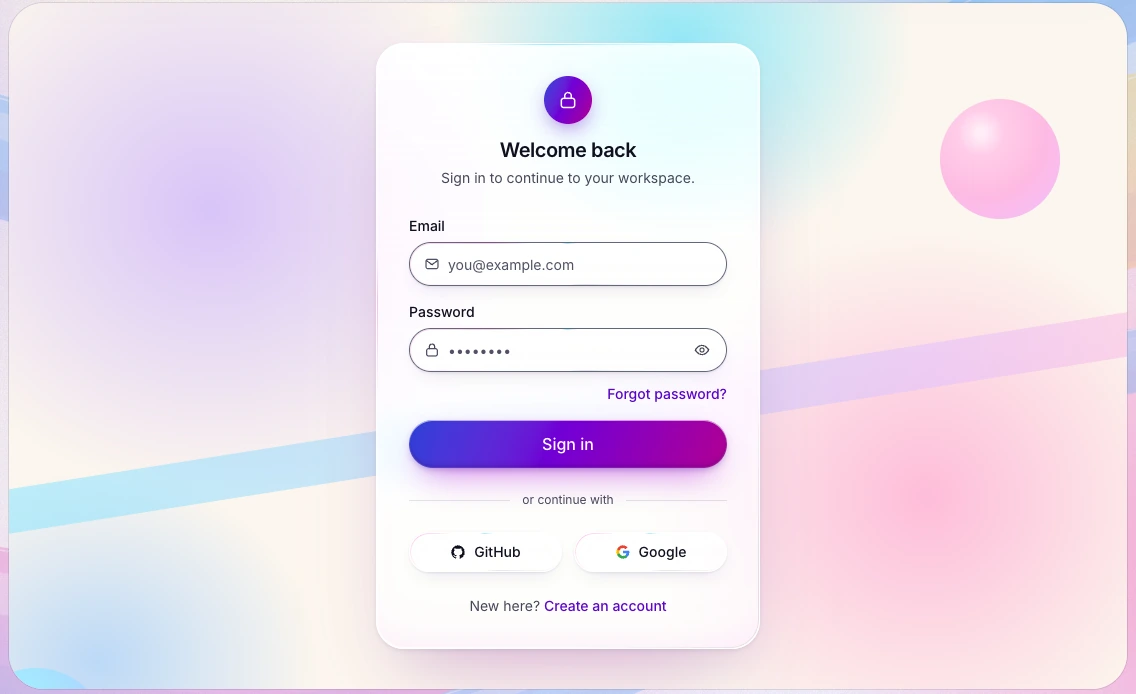 Welcome back
Sign in to continue to your workspace.
Email
you@example.com
Password
••••••••
Forgot password?
Sign in
or continue with
GitHub
Google
New here? Create an account